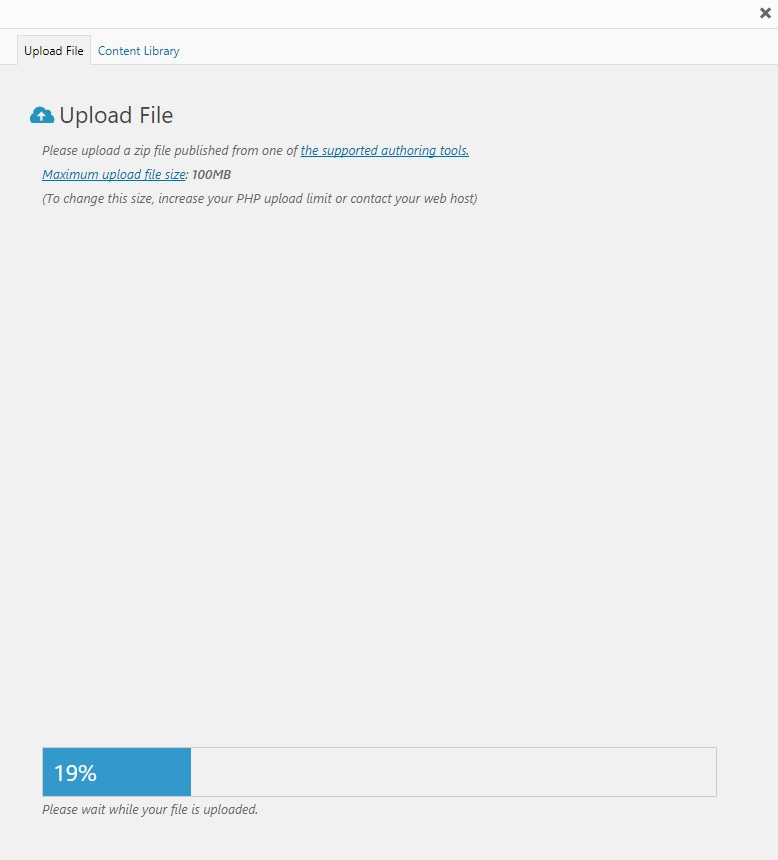 Upload File Content Library
Upload File
Please upload a zip file published from one of the supported authoring tools.
Maximum upload file size: 100MB
(To change this size, increase your PHP upload limit or contact your web host)
19%
Please wait while your file is uploaded.